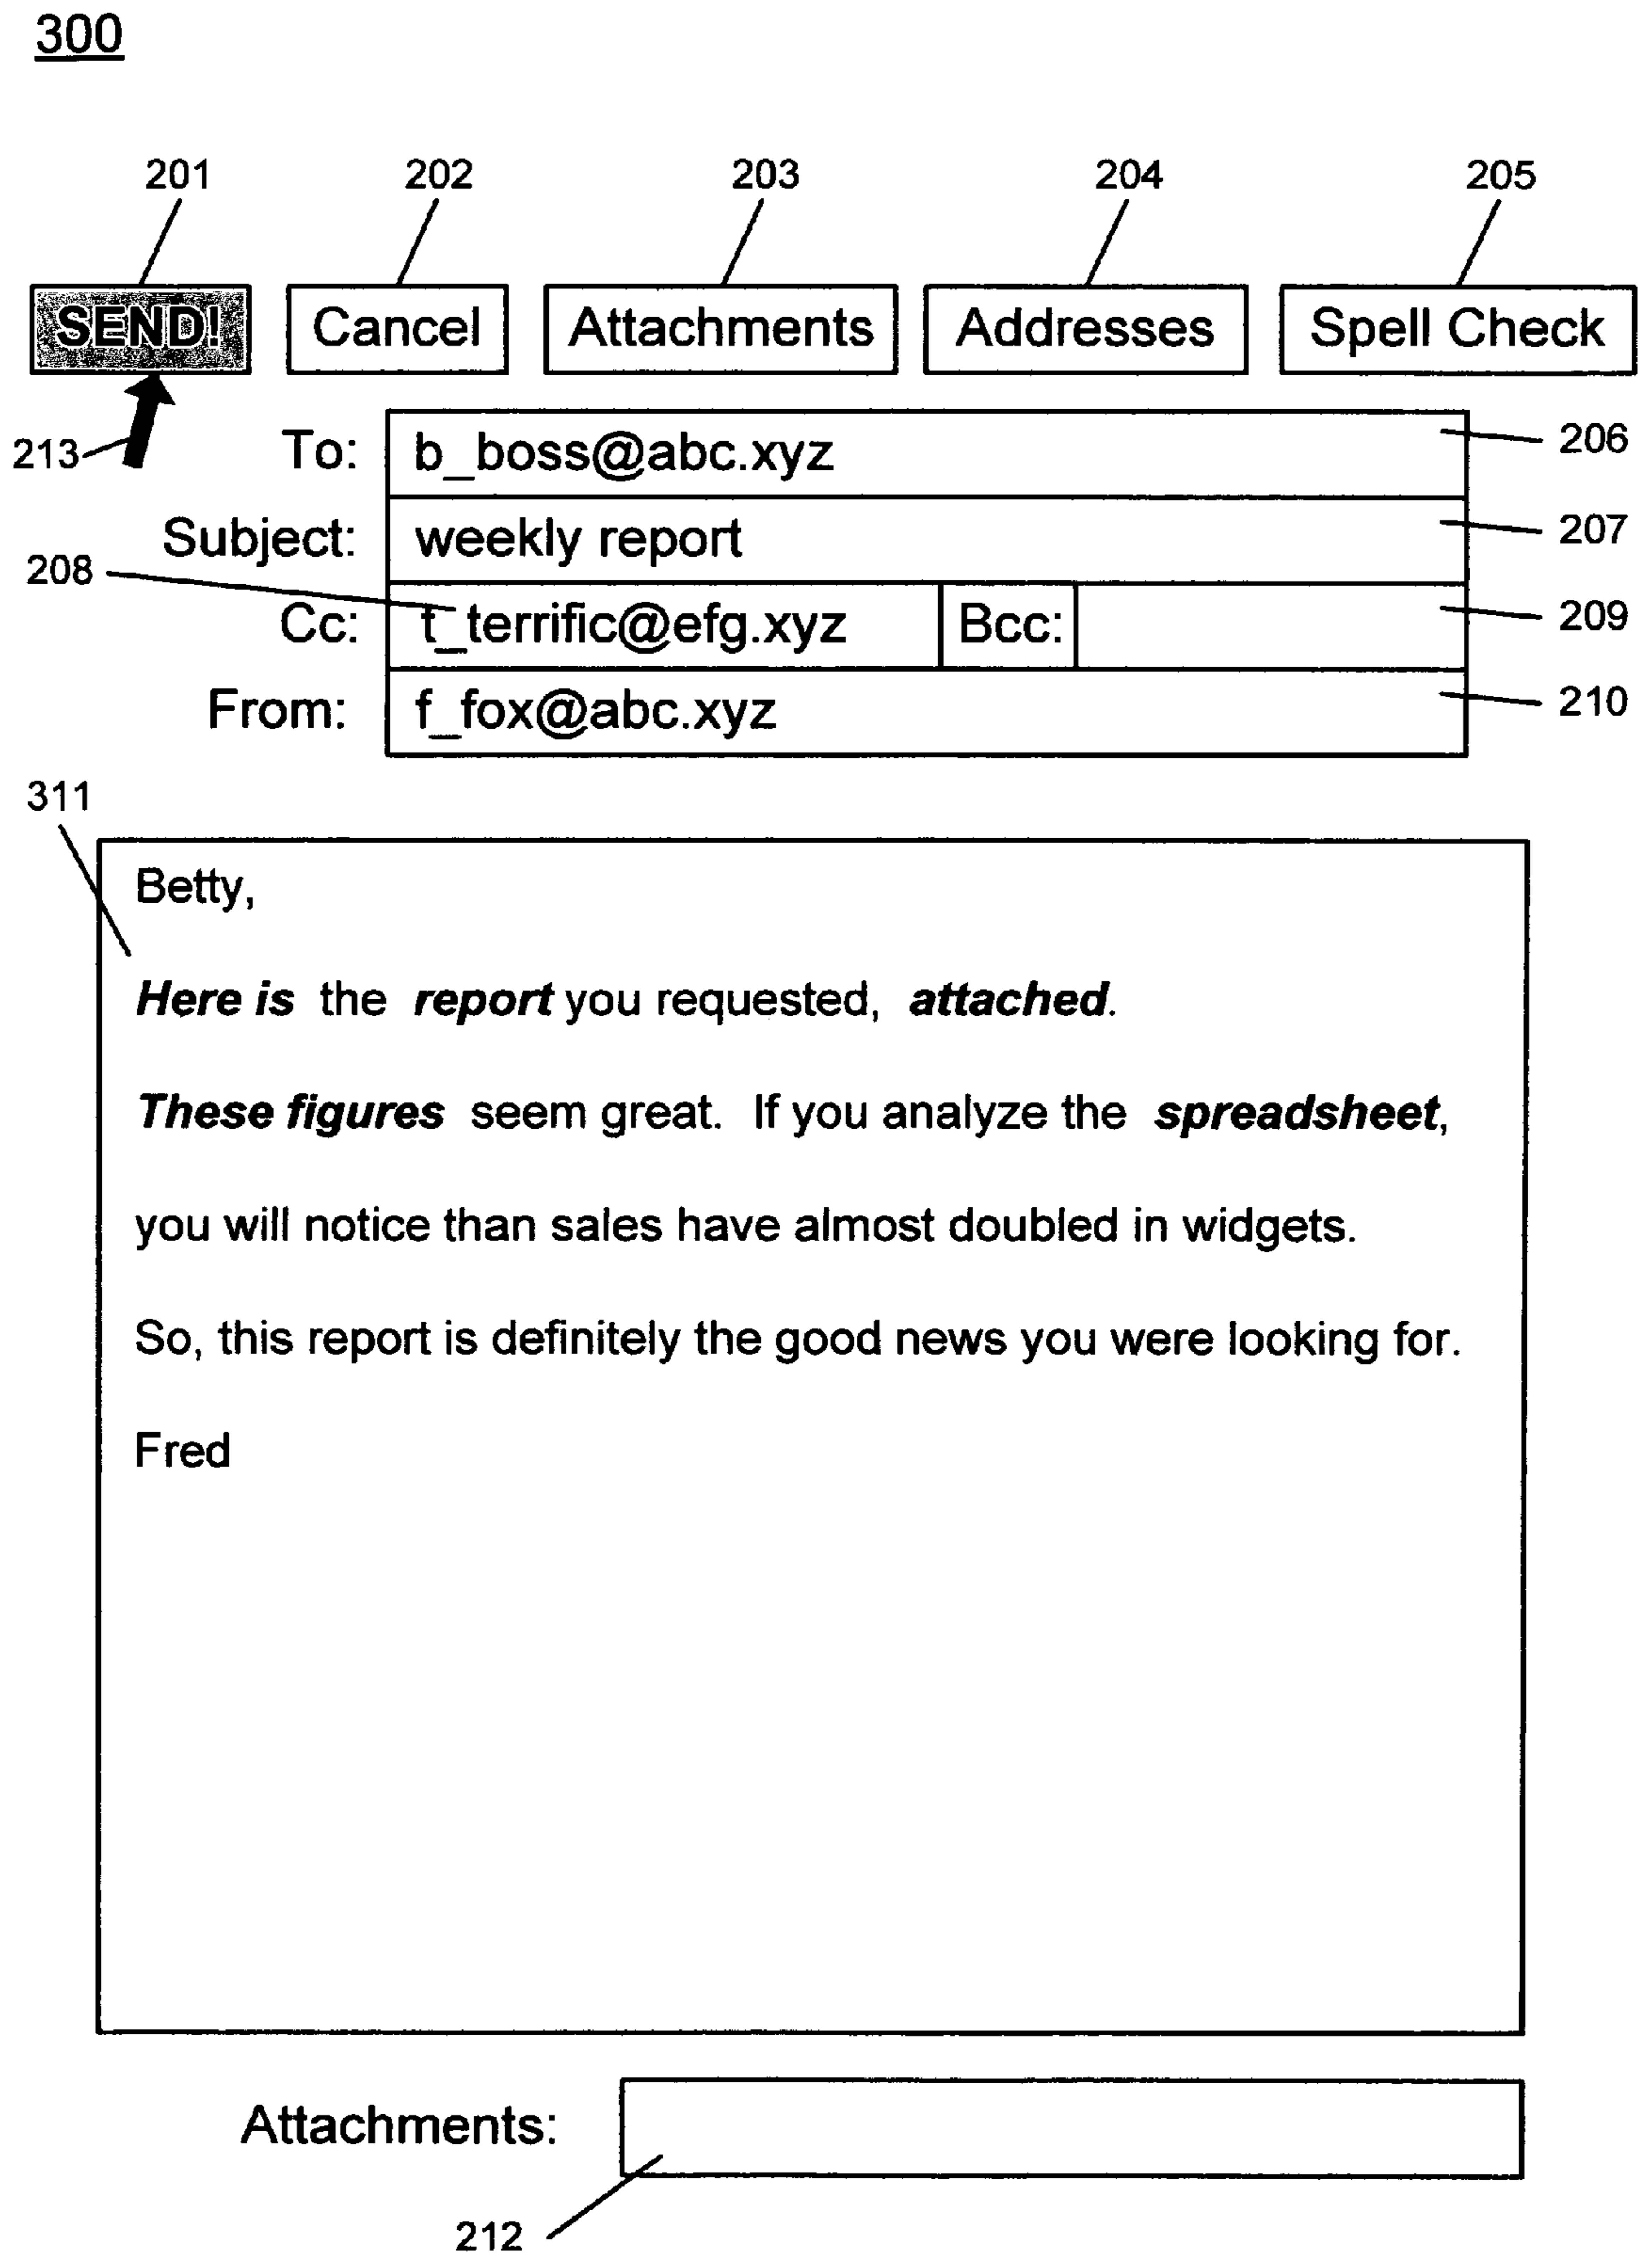 300
201 202 203 204 205
SEND! Cancel Attachments Addresses Spell Check
213
To: b_boss@abc.xyz 206
Subject: weekly report 207
208
Cc: t_terrific@efg.xyz Bcc: 209
From: f_fox@abc.xyz 210
311
Betty,
Here is the report you requested, attached.
These figures seem great. If you analyze the spreadsheet,
you will notice than sales have almost doubled in widgets.
So, this report is definitely the good news you were looking for.
Fred
Attachments:
212